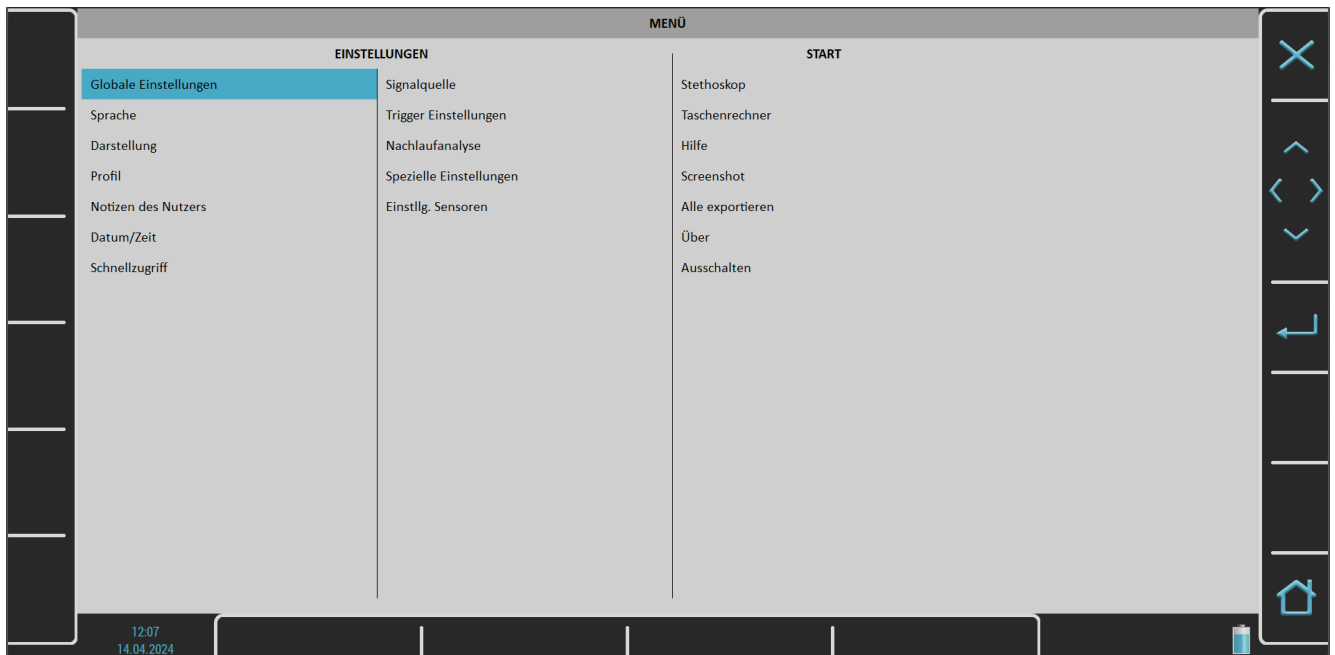 MENÜ
EINSTELLUNGEN
START
Globale Einstellungen
Sprache
Darstellung
Profil
Notizen des Nutzers
Datum/Zeit
Schnellzugriff
Signalquelle
Trigger Einstellungen
Nachlaufanalyse
Spezielle Einstellungen
Einstllg. Sensoren
Stethoskop
Taschenrechner
Hilfe
Screenshot
Alle exportieren
Über
Ausschalten
12:07
14.04.2024